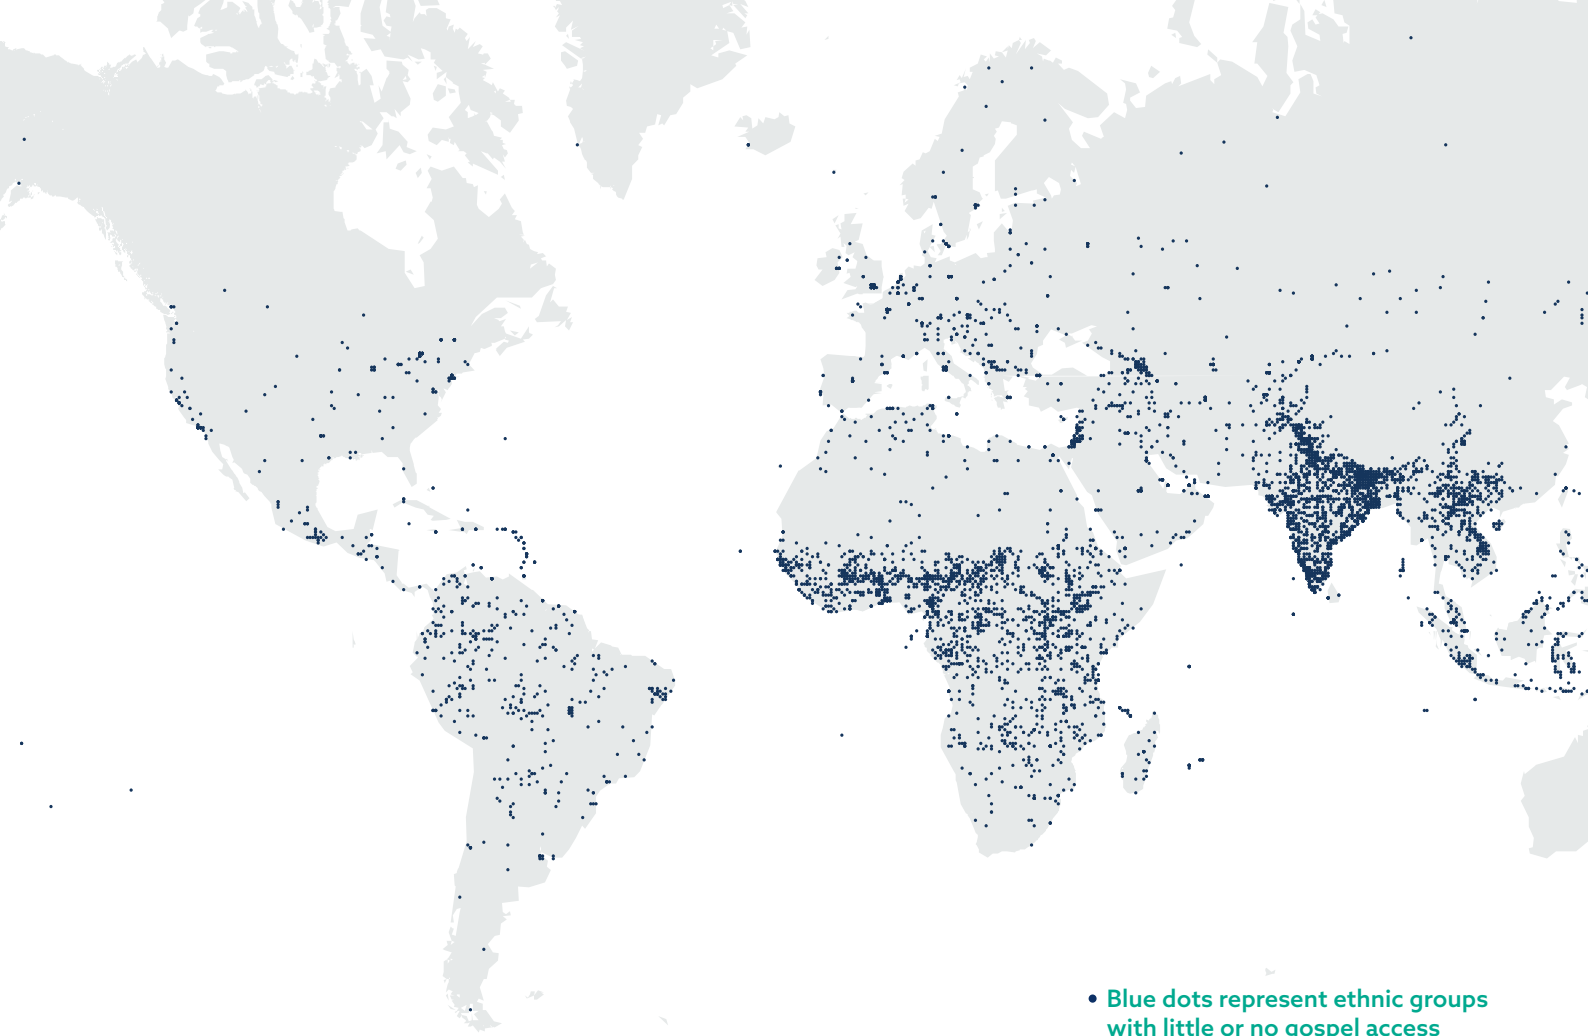 • Blue dots represent ethnic groups
with little or no gospel access